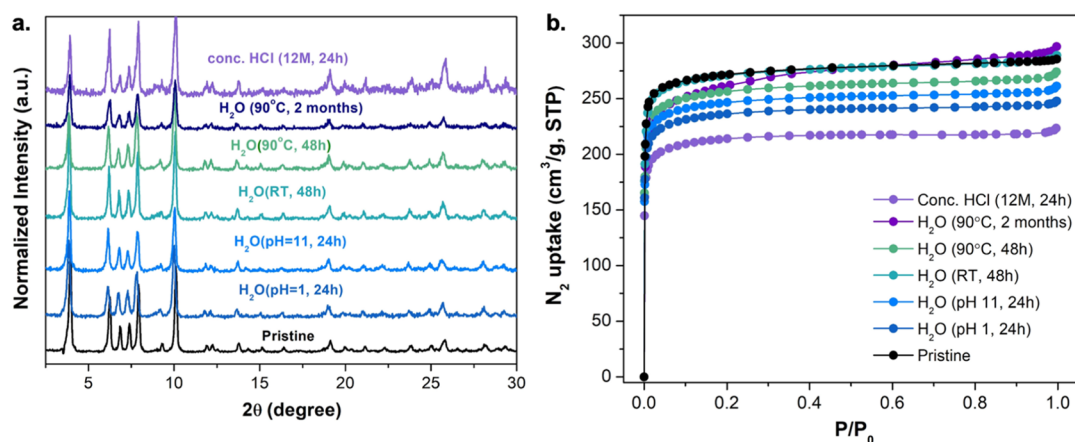 a.
Normalized Intensity (a.u.)
conc. HCl (12M, 24h)
H₂O (90°C, 2 months)
H₂O(90°C, 48h)
H₂O(RT, 48h)
H₂O(pH=11, 24h)
H₂O(pH=1, 24h)
Pristine
5 10 15 20 25 30
2θ (degree)
b.
N₂ uptake (cm³/g, STP)
300
250
200
150
100
50
0
Conc. HCl (12M, 24h)
H₂O (90°C, 2 months)
H₂O (90°C, 48h)
H₂O (RT, 48h)
H₂O (pH 11, 24h)
H₂O (pH 1, 24h)
Pristine
0.0 0.2 0.4 0.6 0.8 1.0
P/P₀